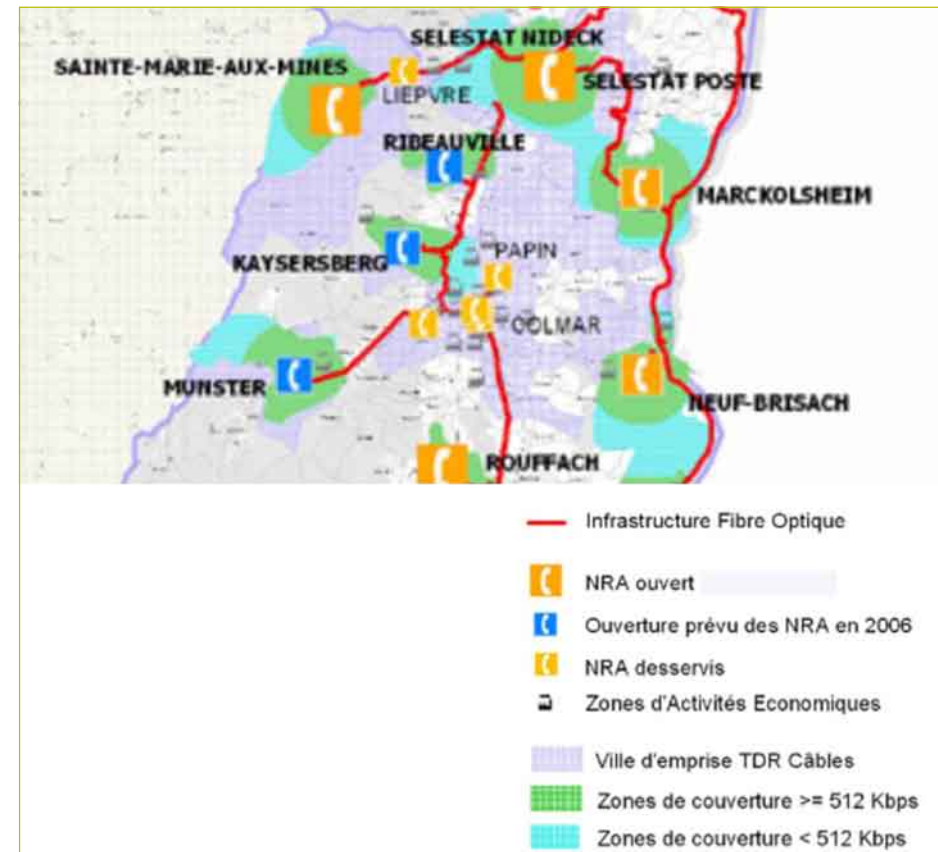 SELESTAT NIDECK
SAINTE-MARIE-AUX-MINES
SELESTAT POSTE
LIEPVRE
RIBEAUVILLE
MARCKOLSHEIM
PAPIN
KAYSERSBERG
COLMAR
MUNSTER
NEUF-BRISACH
ROUFFACH
Infrastructure Fibre Optique
NRA ouvert
Ouverture prévu des NRA en 2006
NRA desservis
Zones d'Activités Economiques
Ville d'emprise TDR Câbles
Zones de couverture >= 512 Kbps
Zones de couverture < 512 Kbps